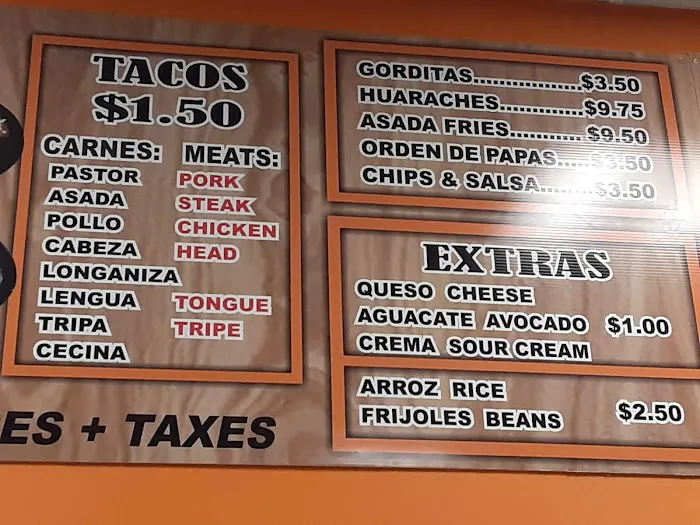 TACOS
$1.50
CARNES: MEATS:
PASTOR PORK
ASADA STEAK
POLLO CHICKEN
CABEZA HEAD
LONGANIZA
LENGUA TONGUE
TRIPA TRIPE
CECINA
ES + TAXES
GORDITAS.................$3.50
HUARACHES.............$9.75
ASADA FRIES...........$9.50
ORDEN DE PAPAS.....$3.50
CHIPS & SALSA........$3.50
EXTRAS
QUESO CHEESE
AGUACATE AVOCADO $1.00
CREMA SOUR CREAM
ARROZ RICE
FRIJOLES BEANS $2.50